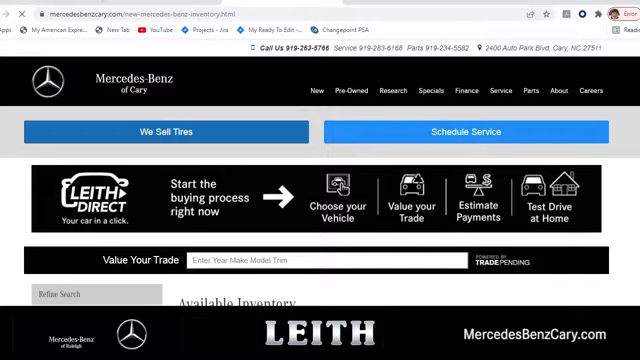 mercedesbenzcary.com/new-mercedes-benz-inventory.html
Error
Apps My American Expre... New Tab YouTube Projects - Jira My Ready To Edit -... Changepoint PSA
Call Us 919-263-5766 Service 919-283-6168 Parts 919-234-5582 2400 Auto Park Blvd, Cary, NC 27511
Mercedes-Benz
of Cary
New Pre-Owned Research Specials Finance Service Parts About Careers
We Sell Tires Schedule Service
LEITH
DIRECT
Your car in a click.
Start the
buying process
right now
Choose your
Vehicle
Value your
Trade
Estimate
Payments
Test Drive
at Home
Value Your Trade Enter Year Make Model Trim POWERED BY
TRADEPENDING
Refine Search
Available Inventory
Mercedes-Benz
of Raleigh
LEITH
MercedesBenzCary.com